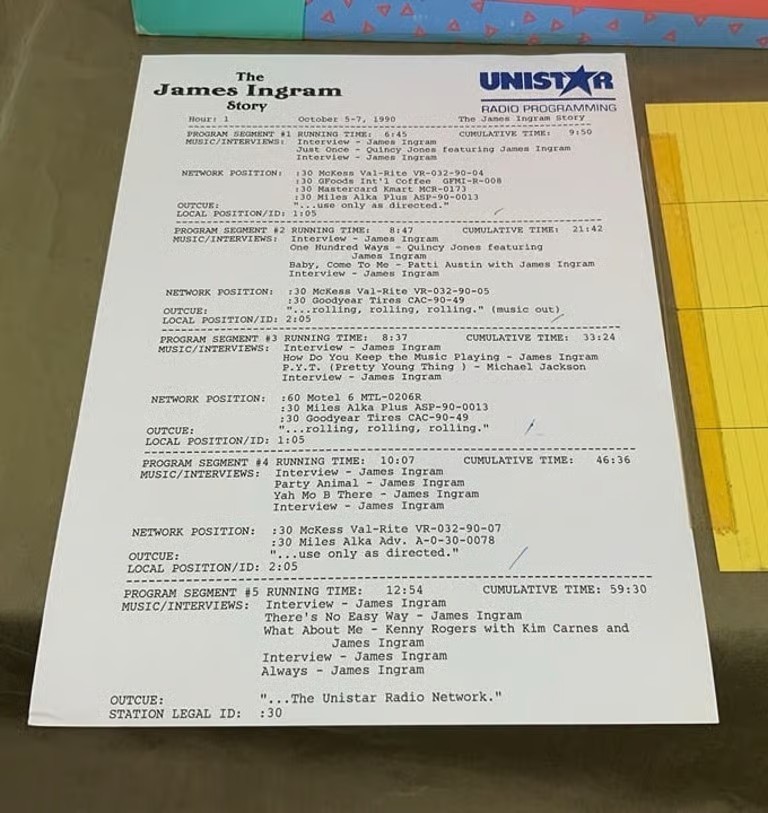 The
James Ingram
Story
UNISTAR
RADIO PROGRAMMING
Hour: 1 October 5-7, 1990 The James Ingram Story
PROGRAM SEGMENT #1 RUNNING TIME: 6:45 CUMULATIVE TIME: 9:50
MUSIC/INTERVIEWS: Interview - James Ingram
Just Once - Quincy Jones featuring James Ingram
Interview - James Ingram
NETWORK POSITION: :30 McKess Val-Rite VR-032-90-04
:30 GFoods Int'l Coffee GFMI-R-008
:30 Mastercard Kmart MCR-0173
:30 Miles Alka Plus ASP-90-0013
OUTCUE: "...use only as directed."
LOCAL POSITION/ID: 1:05
PROGRAM SEGMENT #2 RUNNING TIME: 8:47 CUMULATIVE TIME: 21:42
MUSIC/INTERVIEWS: Interview - James Ingram
One Hundred Ways - Quincy Jones featuring
James Ingram
Baby, Come To Me - Patti Austin with James Ingram
Interview - James Ingram
NETWORK POSITION: :30 McKess Val-Rite VR-032-90-05
:30 Goodyear Tires CAC-90-49
OUTCUE: "...rolling, rolling, rolling." (music out)
LOCAL POSITION/ID: 2:05
PROGRAM SEGMENT #3 RUNNING TIME: 8:37 CUMULATIVE TIME: 33:24
MUSIC/INTERVIEWS: Interview - James Ingram
How Do You Keep the Music Playing - James Ingram
P.Y.T. (Pretty Young Thing ) - Michael Jackson
Interview - James Ingram
NETWORK POSITION: :60 Motel 6 MTL-0206R
:30 Miles Alka Plus ASP-90-0013
:30 Goodyear Tires CAC-90-49
OUTCUE: "...rolling, rolling, rolling."
LOCAL POSITION/ID: 1:05
PROGRAM SEGMENT #4 RUNNING TIME: 10:07 CUMULATIVE TIME: 46:36
MUSIC/INTERVIEWS: Interview - James Ingram
Party Animal - James Ingram
Yah Mo B There - James Ingram
Interview - James Ingram
NETWORK POSITION: :30 McKess Val-Rite VR-032-90-07
:30 Miles Alka Adv. A-0-30-0078
OUTCUE: "...use only as directed."
LOCAL POSITION/ID: 2:05
PROGRAM SEGMENT #5 RUNNING TIME: 12:54 CUMULATIVE TIME: 59:30
MUSIC/INTERVIEWS: Interview - James Ingram
There's No Easy Way - James Ingram
What About Me - Kenny Rogers with Kim Carnes and
James Ingram
Interview - James Ingram
Always - James Ingram
OUTCUE: "...The Unistar Radio Network."
STATION LEGAL ID: :30